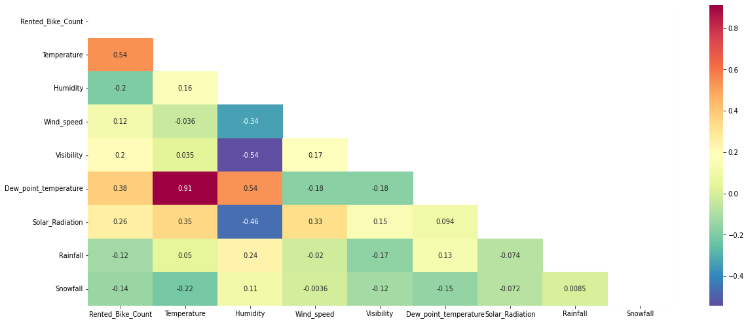 Rented_Bike_Count
Temperature 0.54
Humidity -0.2 0.16
Wind_speed 0.12 -0.036 -0.34
Visibility 0.2 0.035 -0.54 0.17
Dew_point_temperature 0.38 0.91 0.54 -0.18 -0.18
Solar_Radiation 0.26 0.35 -0.46 0.33 0.15 0.094
Rainfall -0.12 0.05 0.24 -0.02 -0.17 0.13 -0.074
Snowfall -0.14 -0.22 0.11 -0.0036 -0.12 -0.15 -0.072 0.0085
Rented_Bike_Count Temperature Humidity Wind_speed Visibility Dew_point_temperature Solar_Radiation Rainfall Snowfall
0.8
0.6
0.4
0.2
0.0
-0.2
-0.4